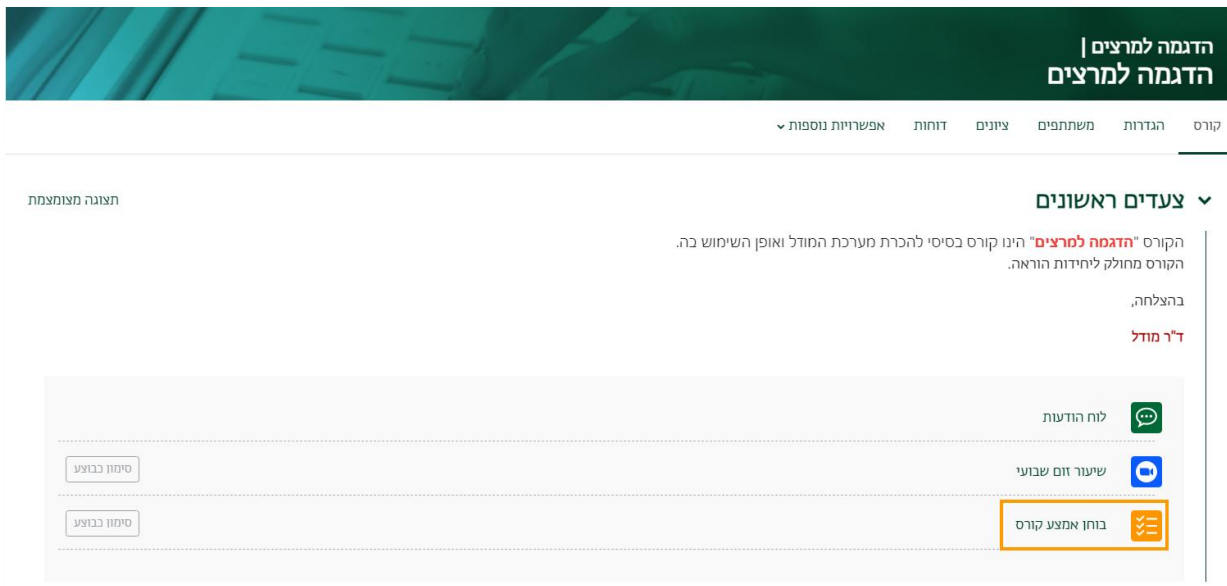 הדגמה למרצים |
הדגמה למרצים
קורס הגדרות משתתפים ציונים דוחות אפשרויות נוספות
צעדים ראשונים
תצוגה מצומצמת
הקורס "הדגמה למרצים" הינו קורס בסיסי להכרת מערכת המודל ואופן השימוש בה.
הקורס מחולק ליחידות הוראה.
בהצלחה,
ד"ר מודל
לוח הודעות
שיעור זום שבועי
סימון כבוצע
בוחן אמצע קורס
סימון כבוצע